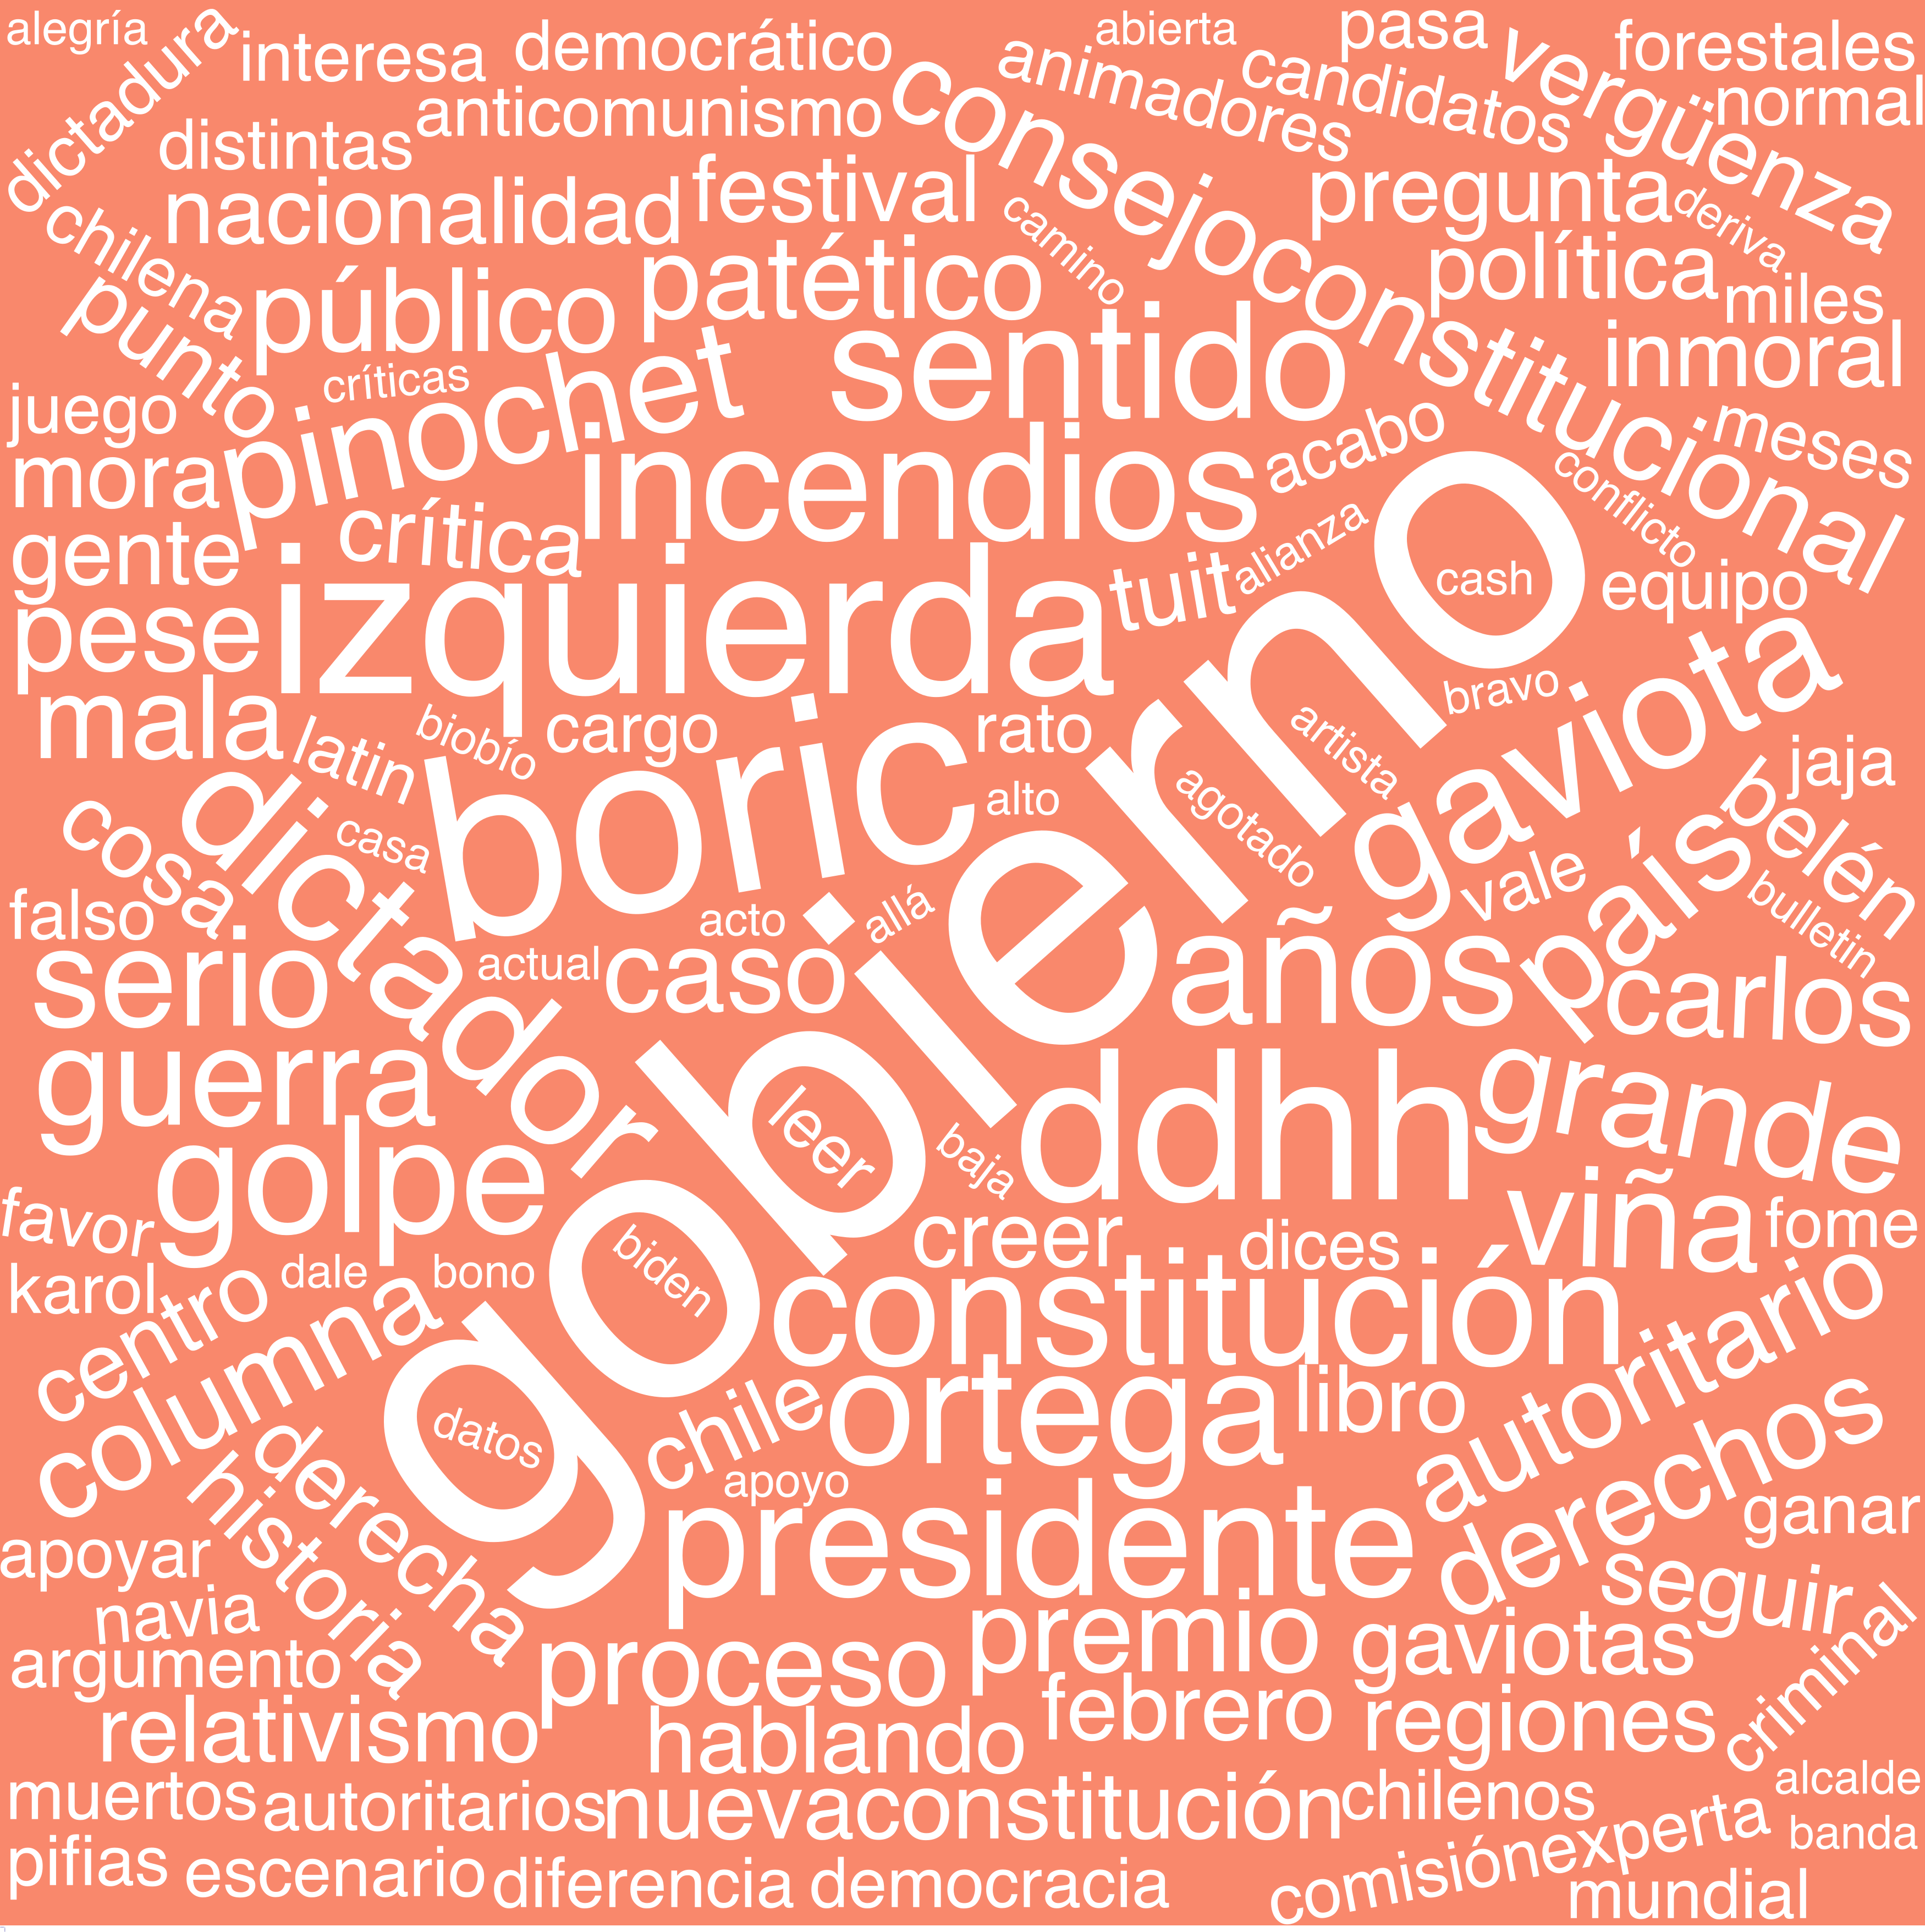 alegría
dictadura
interesa
democrático
abierta
pasa
forestales
animadores
candidatos
vergüenza
normal
distintas
anticomunismo
consejoconstitucional
nacionalidad
festival
pregunta
deriva
chilena
camino
política
público
patético
miles
punto
sentido
inmoral
críticas
pinochet
juego
acabo
meses
mora
incendios
conflicto
gente
crítica
tuit
alianza
cash
equipo
pese
izquierda
gobierno
gaviota
mala
latin
biobío
cargo
rato
bravo
artista
jaja
boric
cosa
dictador
casa
alto
agotado
país
belén
falso
acto
allá
vale
bulletin
serio
actual
caso
años
carlos
guerra
leer
ddhh
grande
golpe
baja
viña
favor
creer
dices
fome
karol
centro
dale
bono
biden
constitución
autoritario
columna
datos
chile
ortega
libro
derechos
historia
derecha
apoyo
presidente
ganar
apoyar
seguir
navia
premio
gaviotas
criminal
argumento
proceso
febrero
regiones
relativismo
hablando
muertos
autoritarios
nuevaconstitución
chilenos
alcalde
pifias
escenario
diferencia
democracia
comisiónexperta
banda
mundial